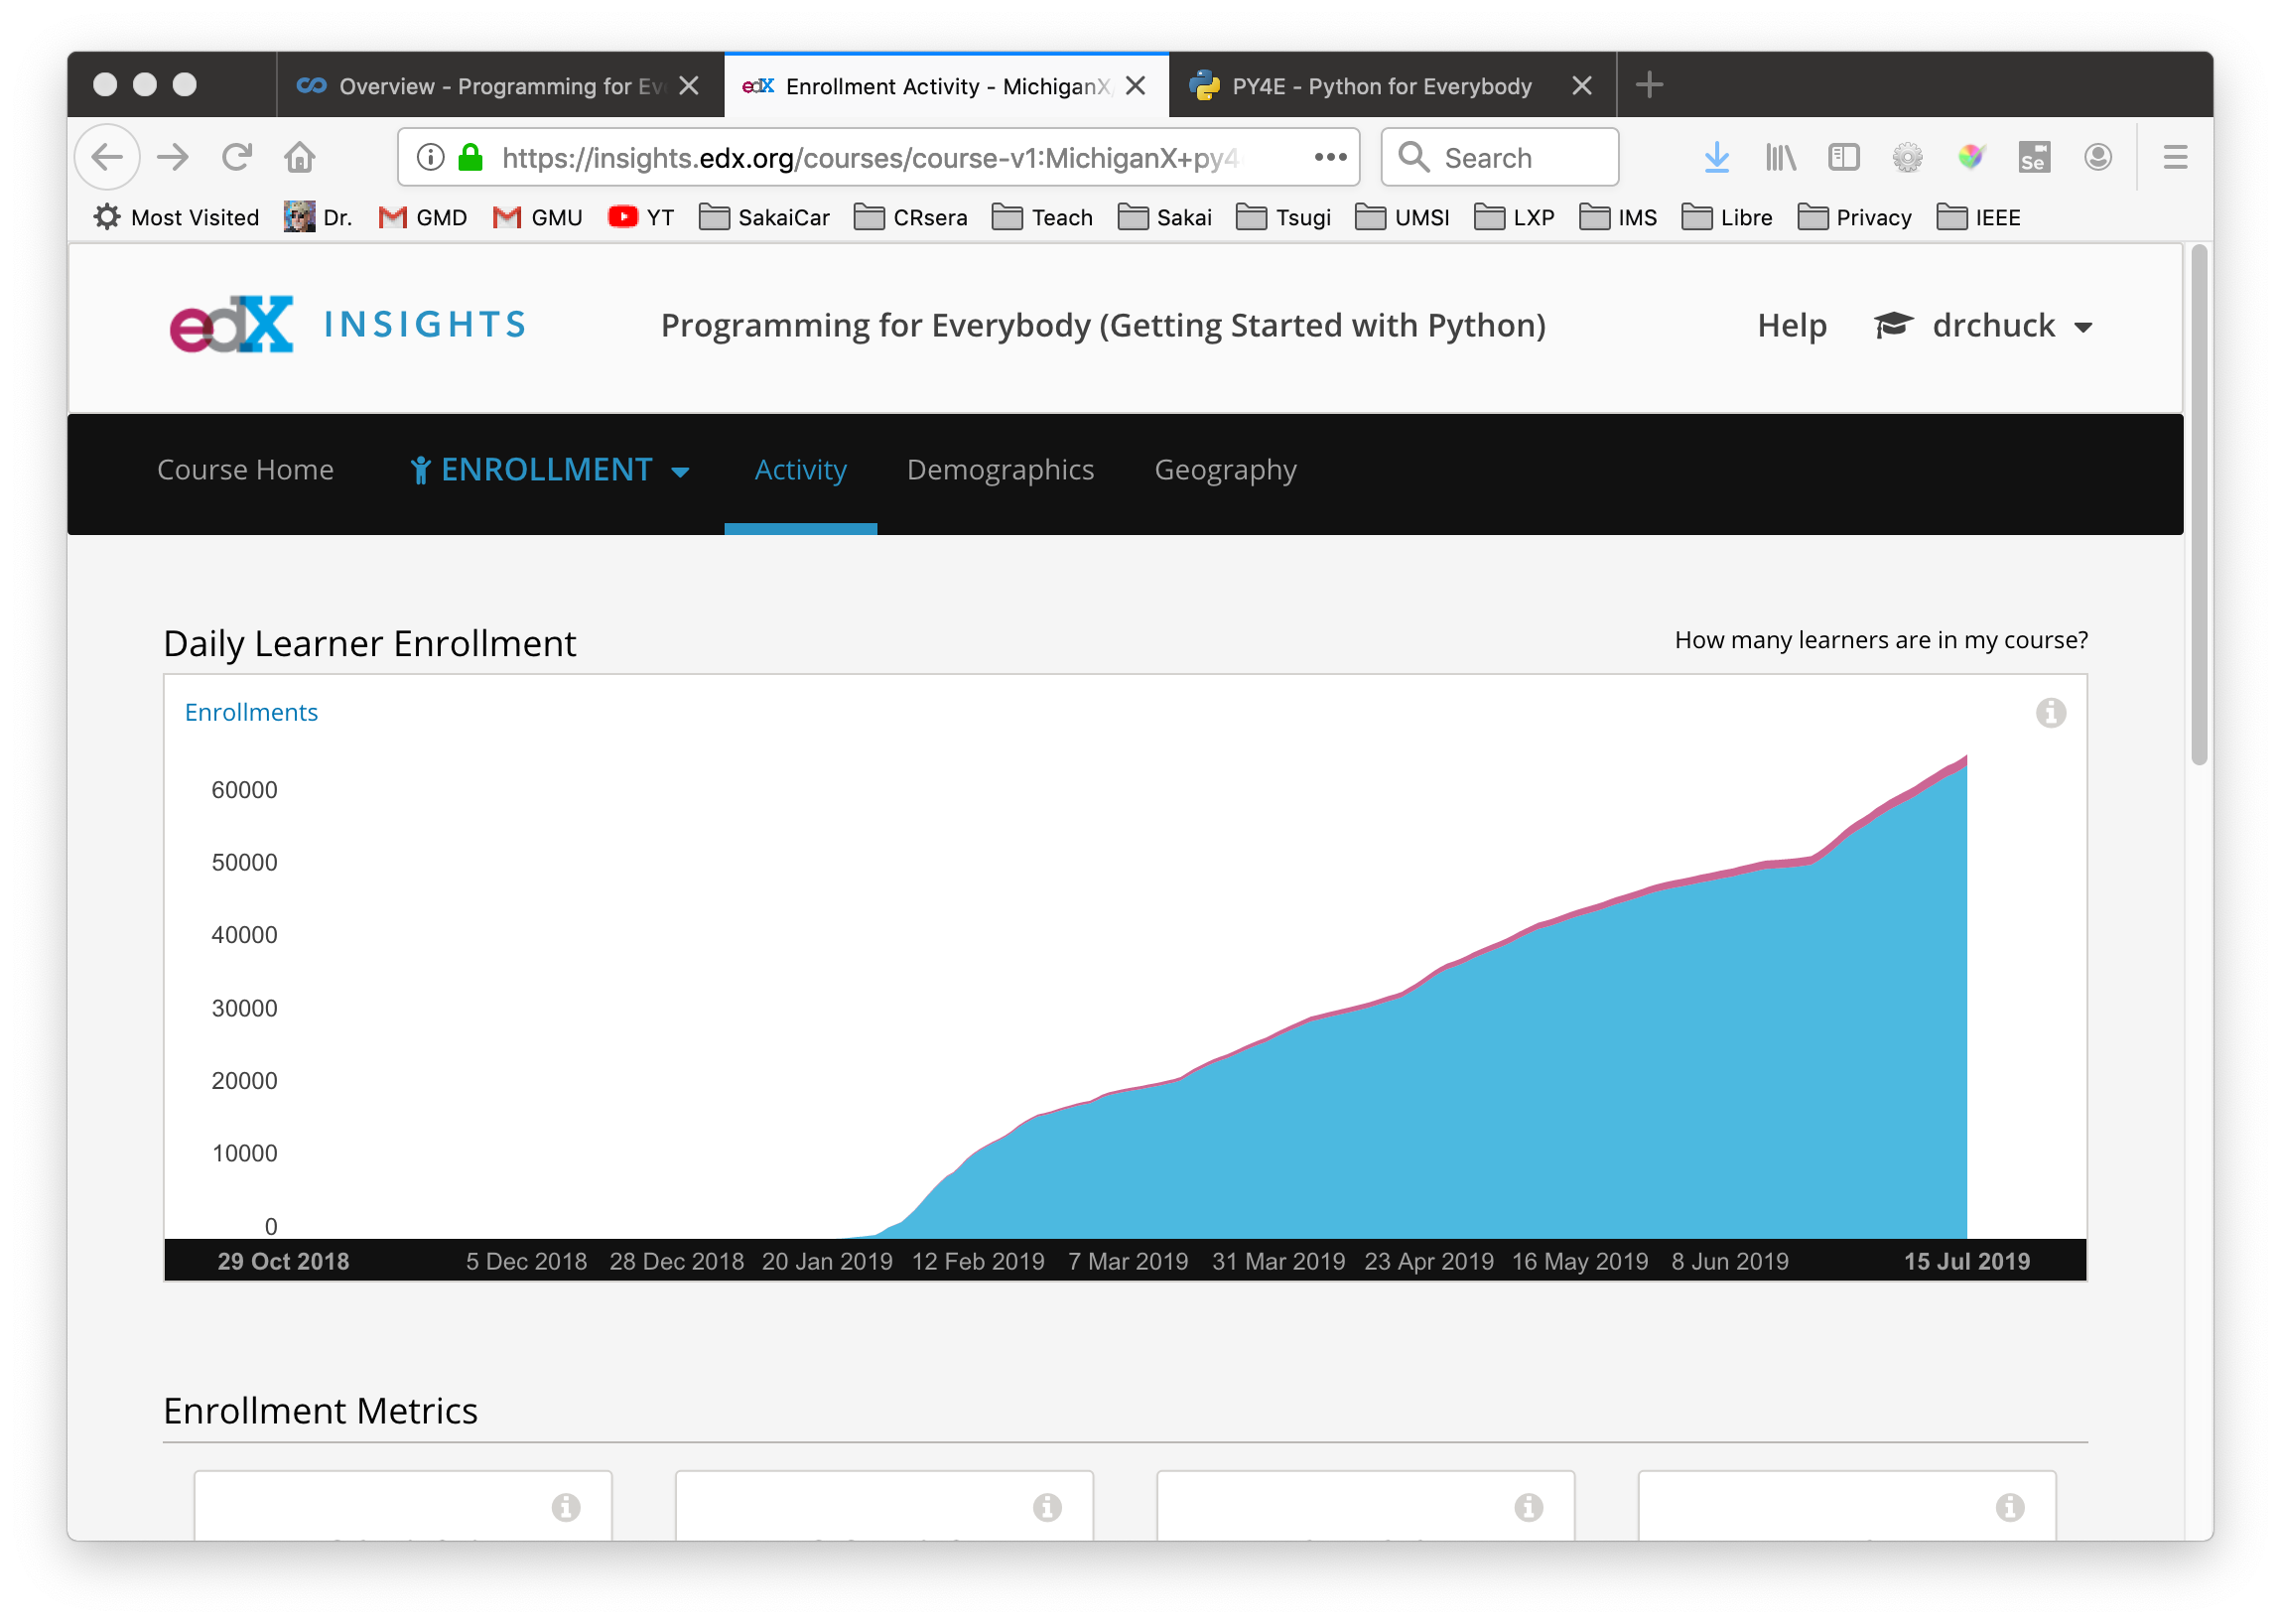 Overview - Programming for Ev
Enrollment Activity - MichiganX/
PY4E - Python for Everybody
https://insights.edx.org/courses/course-v1:MichiganX+py4
Search
Most Visited Dr. GMD GMU YT SakaiCar CRsera Teach Sakai Tsugi UMSI LXP IMS Libre Privacy IEEE
edX INSIGHTS Programming for Everybody (Getting Started with Python) Help drchuck
Course Home ENROLLMENT Activity Demographics Geography
Daily Learner Enrollment
How many learners are in my course?
Enrollments
60000
50000
40000
30000
20000
10000
0
29 Oct 2018 5 Dec 2018 28 Dec 2018 20 Jan 2019 12 Feb 2019 7 Mar 2019 31 Mar 2019 23 Apr 2019 16 May 2019 8 Jun 2019 15 Jul 2019
Enrollment Metrics